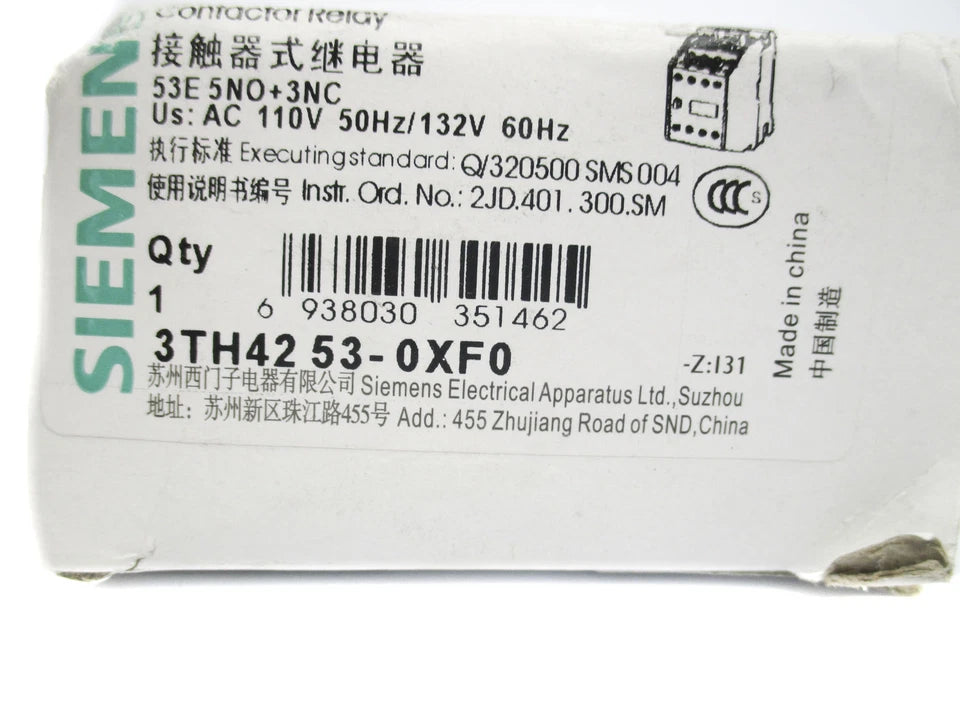 SIEMENS
Contactor Relay
接触器式继电器
53E 5NO+3NC
Us: AC 110V 50Hz/132V 60Hz
执行标准 Executingstandard: Q/320500 SMS 004
使用说明书编号 Instr. Ord. No.: 2JD.401.300.SM
CCC S
Qty
1
6 938030 351462
3TH42 53-0XF0
-Z:I31
苏州西门子电器有限公司 Siemens Electrical Apparatus Ltd.,Suzhou
地址: 苏州新区珠江路455号 Add.: 455 Zhujiang Road of SND,China
Made in china
中国制造